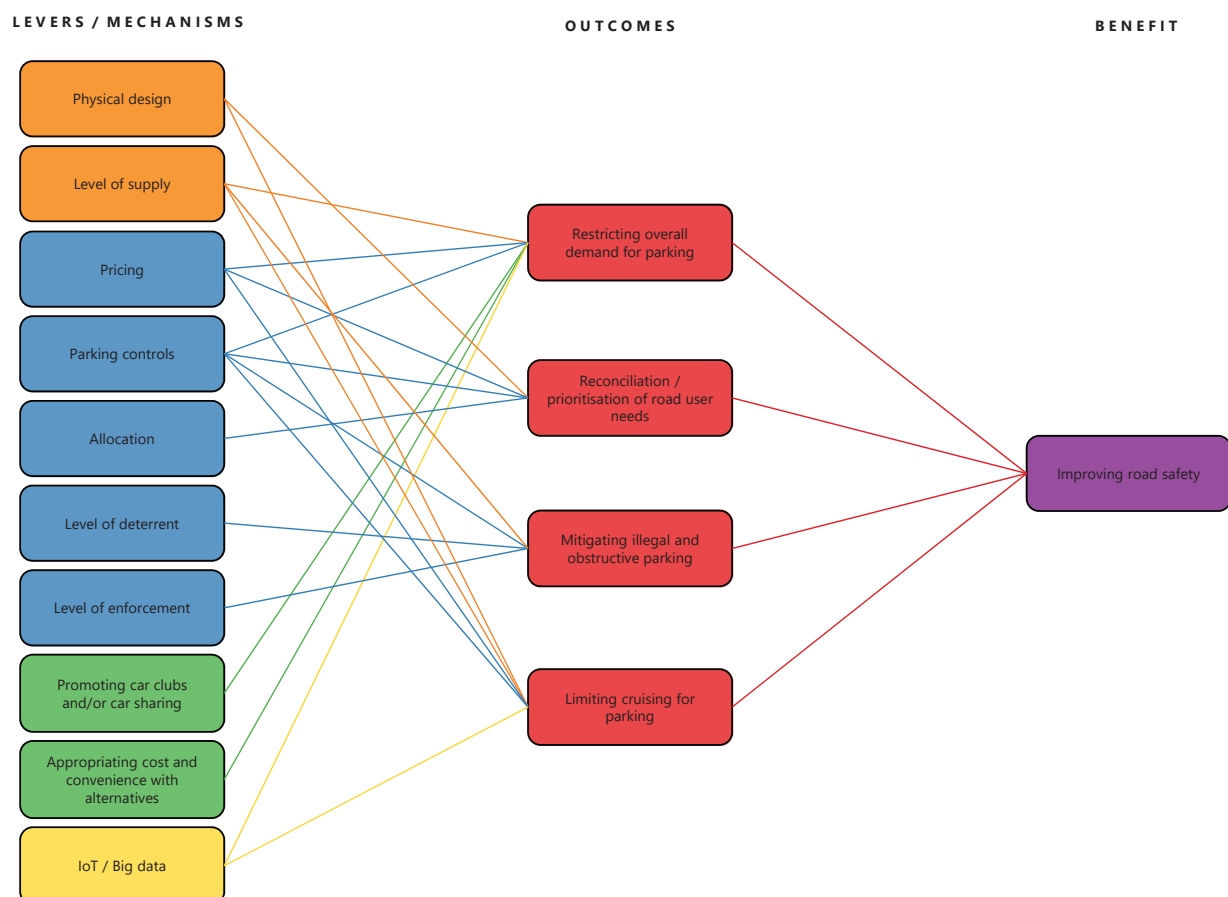 LEVERS / MECHANISMS
OUTCOMES
BENEFIT
Physical design
Level of supply
Pricing
Parking controls
Allocation
Level of deterrent
Level of enforcement
Promoting car clubs
and/or car sharing
Appropriating cost and
convenience with
alternatives
IoT / Big data
Restricting overall
demand for parking
Reconciliation /
prioritisation of road user
needs
Mitigating illegal and
obstructive parking
Limiting cruising for
parking
Improving road safety